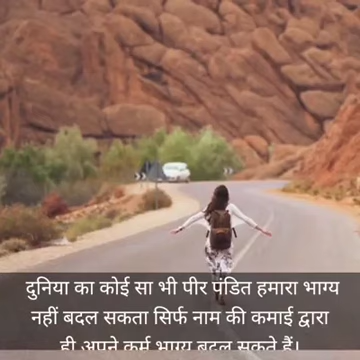 दुनिया का कोई सा भी पीर पंडित हमारा भाग्य
नहीं बदल सकता सिर्फ नाम की कमाई द्वारा
ही अपने कर्म भाग्य बदल सकते हैं।